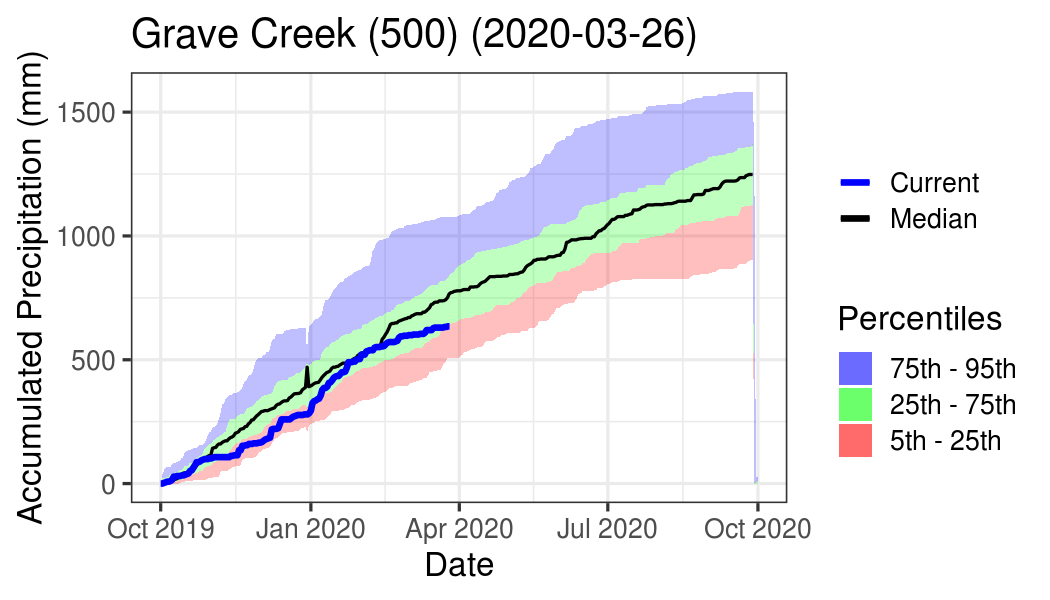 Grave Creek (500) (2020-03-26)
Accumulated Precipitation (mm)
1500
1000
500
0
Oct 2019
Jan 2020
Apr 2020
Jul 2020
Oct 2020
Date
Current
Median
Percentiles
75th - 95th
25th - 75th
5th - 25th